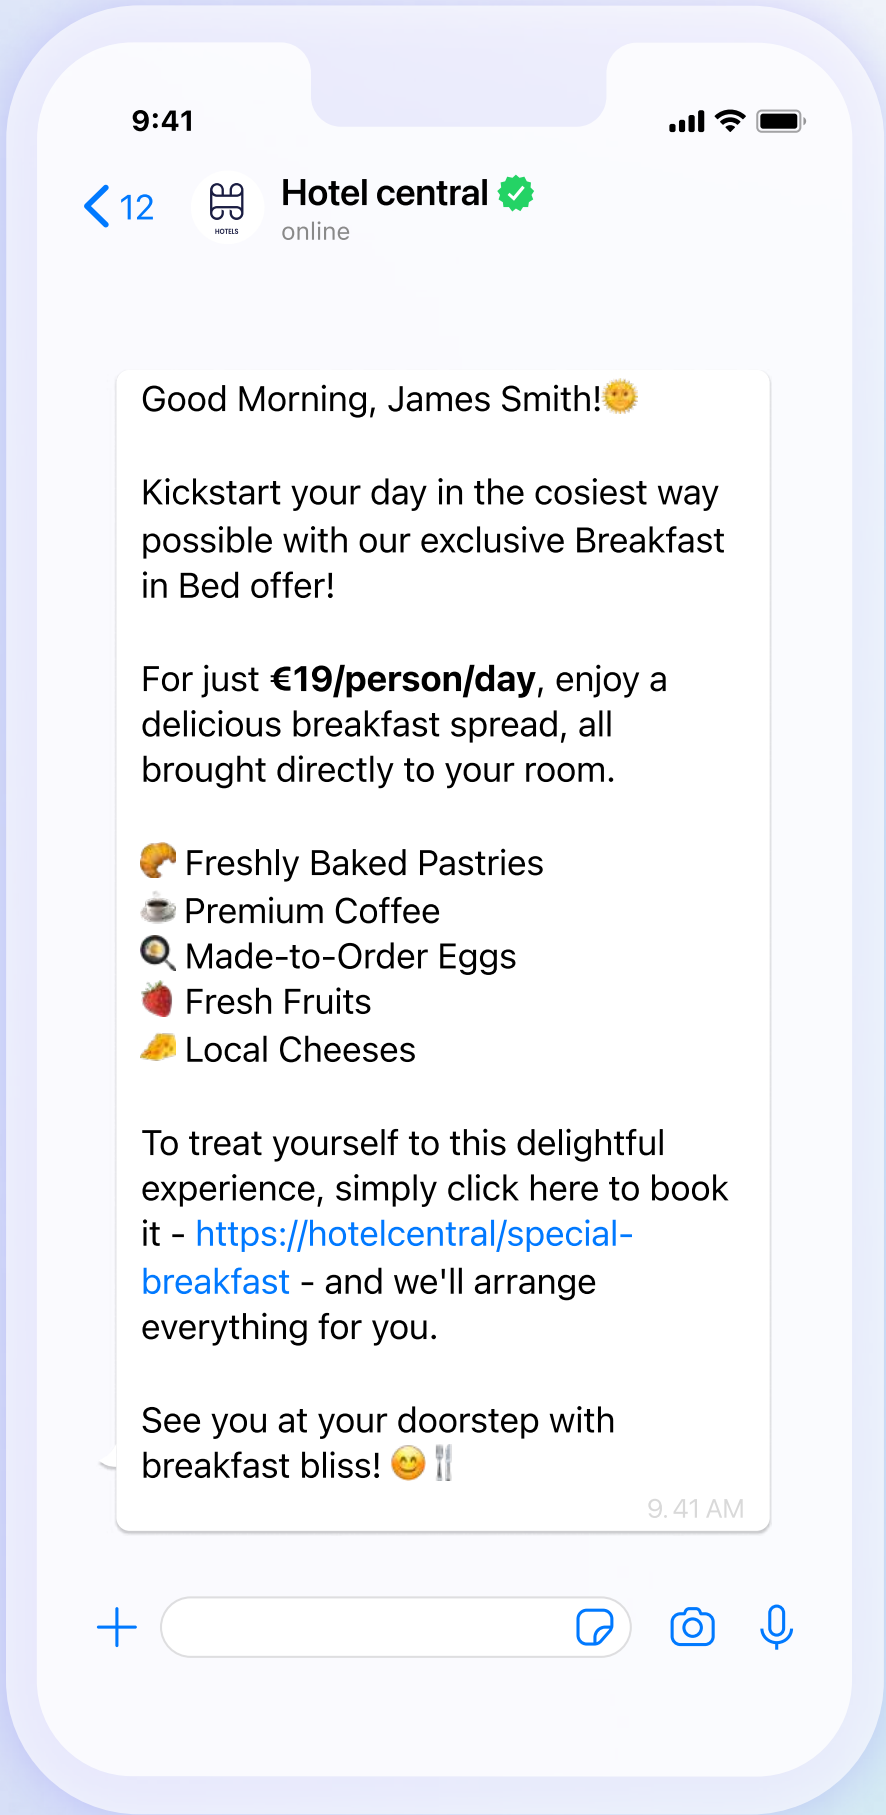 9:41
12
Hotel central
HOTELS
online
Good Morning, James Smith!🌞
Kickstart your day in the cosiest way
possible with our exclusive Breakfast
in Bed offer!
For just €19/person/day, enjoy a
delicious breakfast spread, all
brought directly to your room.
🥐 Freshly Baked Pastries
☕ Premium Coffee
🍳 Made-to-Order Eggs
🍓 Fresh Fruits
🧀 Local Cheeses
To treat yourself to this delightful
experience, simply click here to book
it - https://hotelcentral/special-
breakfast - and we'll arrange
everything for you.
See you at your doorstep with
breakfast bliss! 😊🍴
9.41 AM